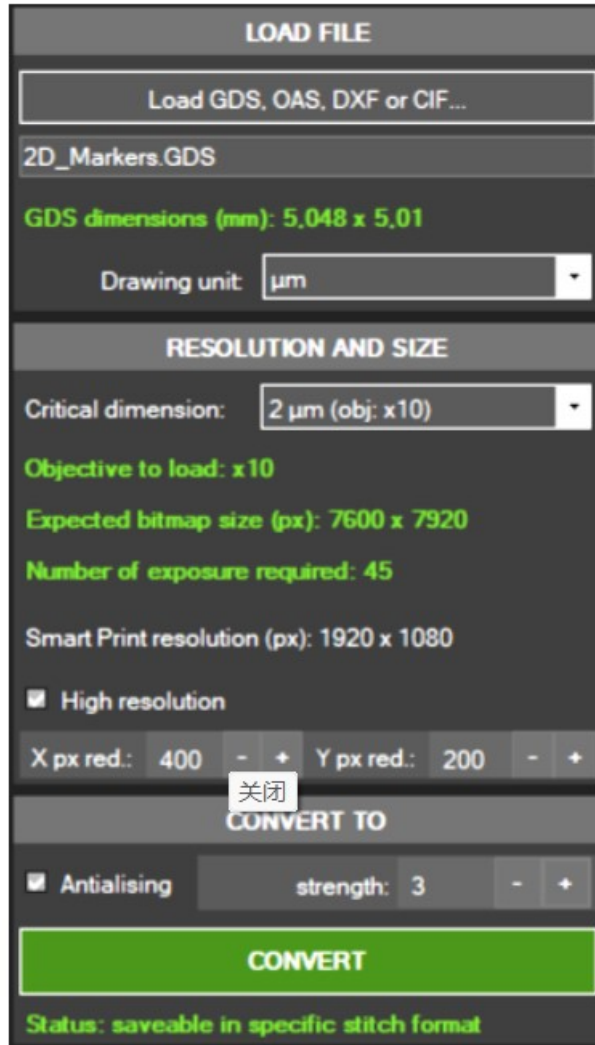 LOAD FILE
Load GDS, OAS, DXF or CIF...
2D_Markers.GDS
GDS dimensions (mm): 5,048 x 5,01
Drawing unit: µm
RESOLUTION AND SIZE
Critical dimension: 2 µm (obj: x10)
Objective to load: x10
Expected bitmap size (px): 7600 x 7920
Number of exposure required: 45
Smart Print resolution (px): 1920 x 1080
High resolution
X px red.: 400 - + Y px red.: 200 - +
关闭
CONVERT TO
Antialising strength: 3 - +
CONVERT
Status: saveable in specific stitch format